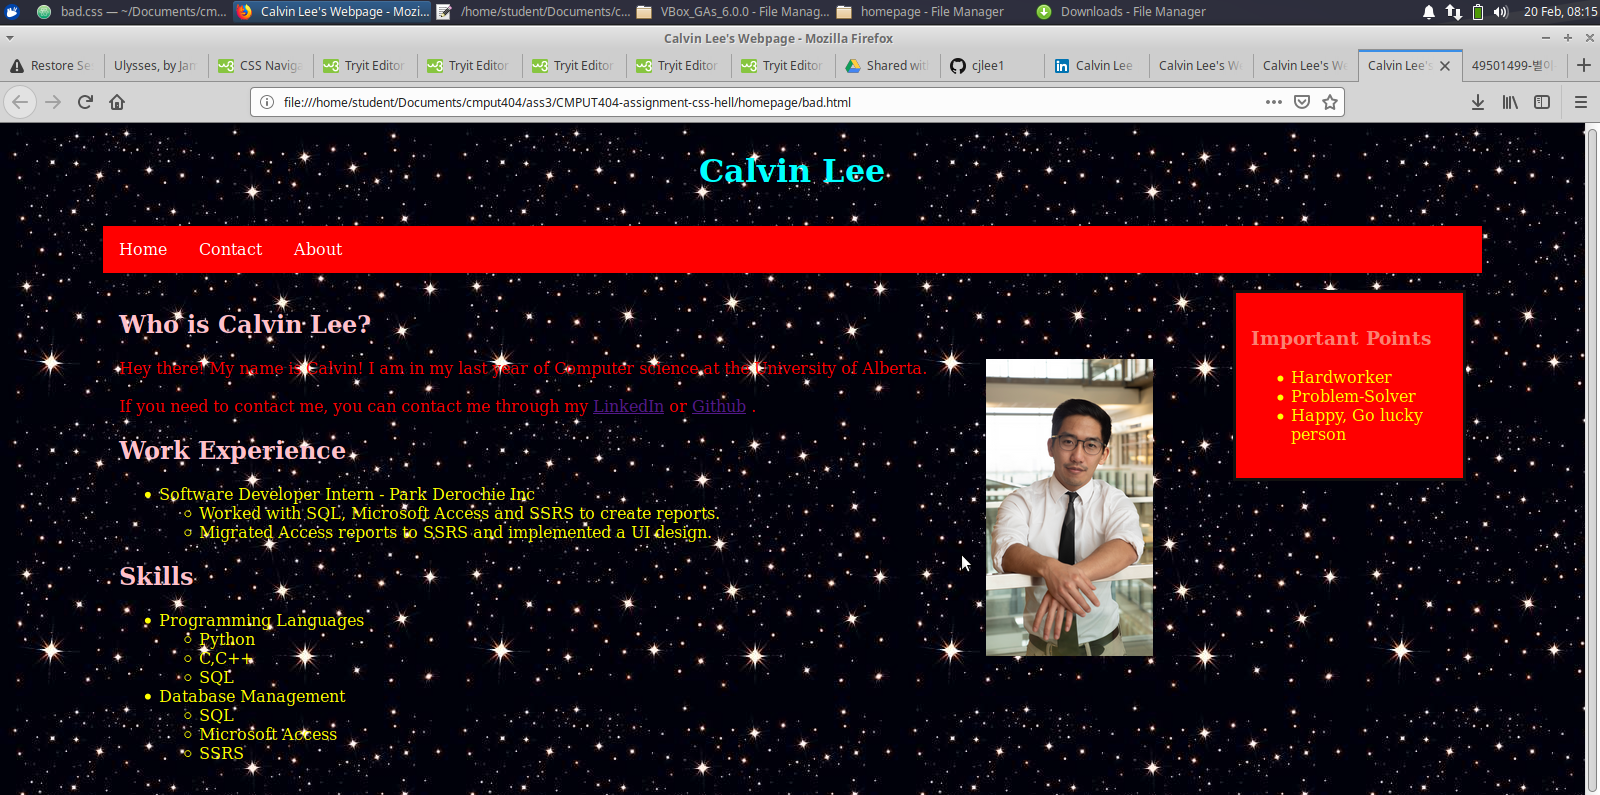 bad.css — ~/Documents/cm...
Calvin Lee's Webpage - Mozi...
/home/student/Documents/c...
VBox_GAs_6.0.0 - File Manag...
homepage - File Manager
Downloads - File Manager
20 Feb, 08:15
Calvin Lee's Webpage - Mozilla Firefox
Restore Se
Ulysses, by Jan
CSS Naviga
Tryit Editor
Tryit Editor
Tryit Editor
Tryit Editor
Tryit Editor
Shared wit
cjlee1
Calvin Lee
Calvin Lee's W
Calvin Lee's W
Calvin Lee's
file:///home/student/Documents/cmput404/ass3/CMPUT404-assignment-css-hell/homepage/bad.html
Calvin Lee
Home Contact About
Who is Calvin Lee?
Hey there! My name is Calvin! I am in my last year of Computer science at the University of Alberta.
If you need to contact me, you can contact me through my LinkedIn or Github .
Work Experience
Software Developer Intern - Park Derochie Inc
Worked with SQL, Microsoft Access and SSRS to create reports.
Migrated Access reports to SSRS and implemented a UI design.
Skills
Programming Languages
Python
C,C++
SQL
Database Management
SQL
Microsoft Access
SSRS
Important Points
Hardworker
Problem-Solver
Happy, Go lucky
person